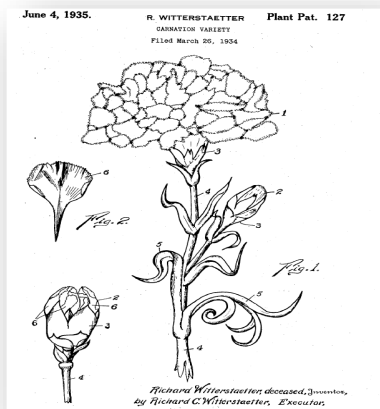 June 4, 1935.
R. WITTERSTAETTER
Plant Pat. 127
CARNATION VARIETY
Filed March 26, 1934
1
3
6
4
2
Fig. 2.
3
5
Fig. 1.
5
2
6
6
3
4
4
Richard Witterstaetter, deceased, Inventor,
by Richard C. Witterstaetter, Executor.